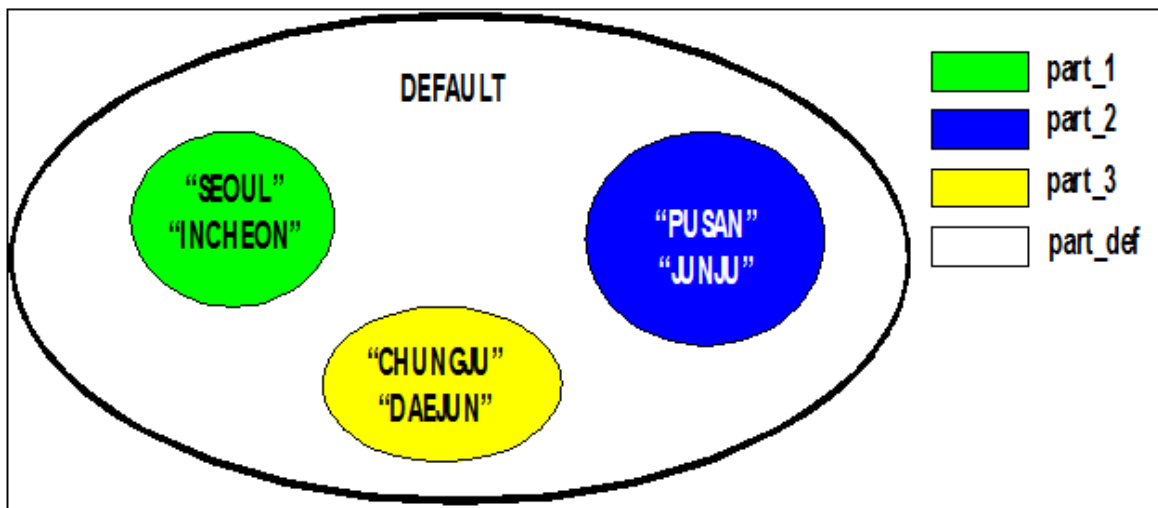 DEFAULT
“SEOUL”
“INCHEON”
“PUSAN”
“JUNJU”
“CHUNGJU”
“DAEJUN”
part_1
part_2
part_3
part_def